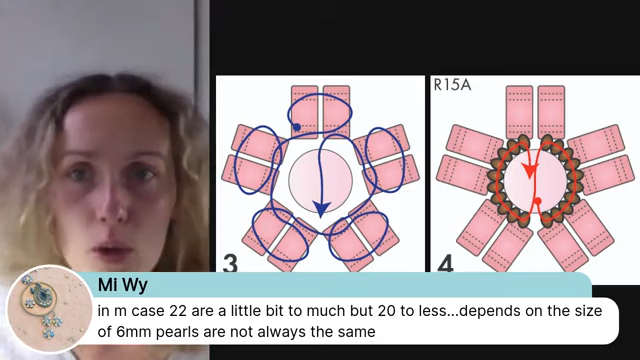 R15A
3
4
Mi Wy
in m case 22 are a little bit to much but 20 to less...depends on the size
of 6mm pearls are not always the same